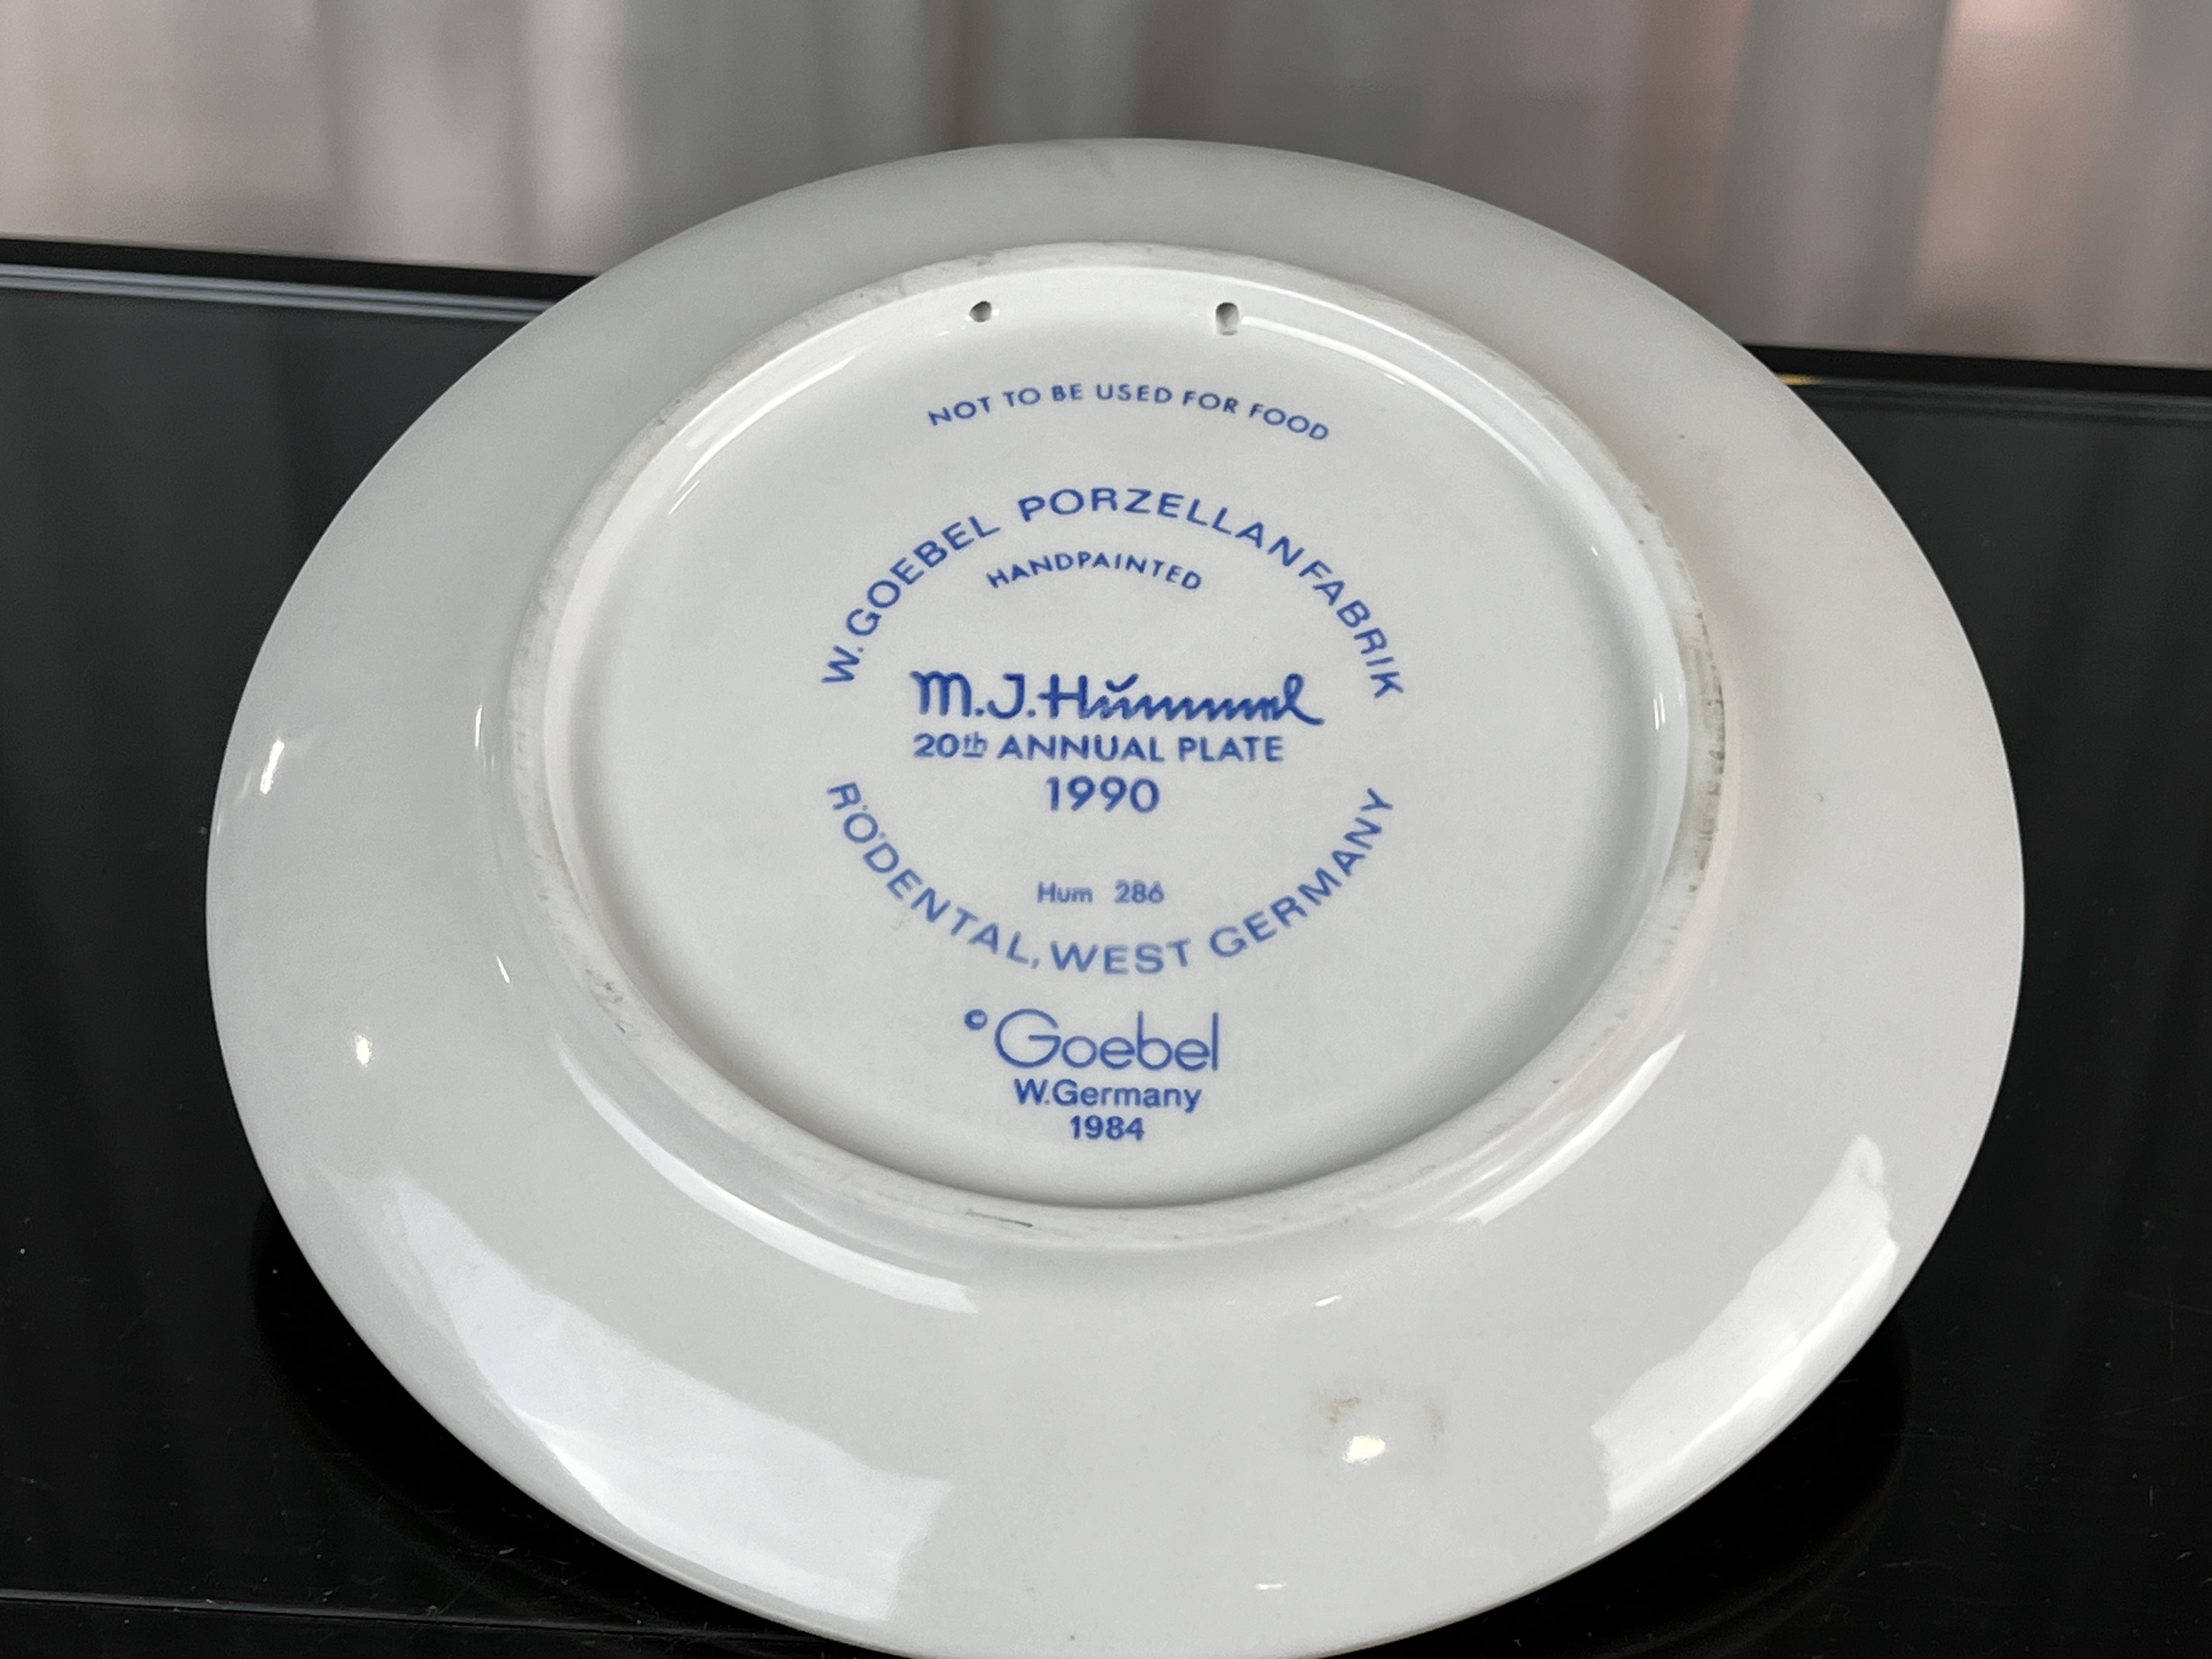 NOT TO BE USED FOR FOOD
W. GOEBEL PORZELLANFABRIK
HANDPAINTED
M.J. Hummel
20th ANNUAL PLATE
1990
Hum 286
RÖDENTAL, WEST GERMANY
© Goebel
W.Germany
1984